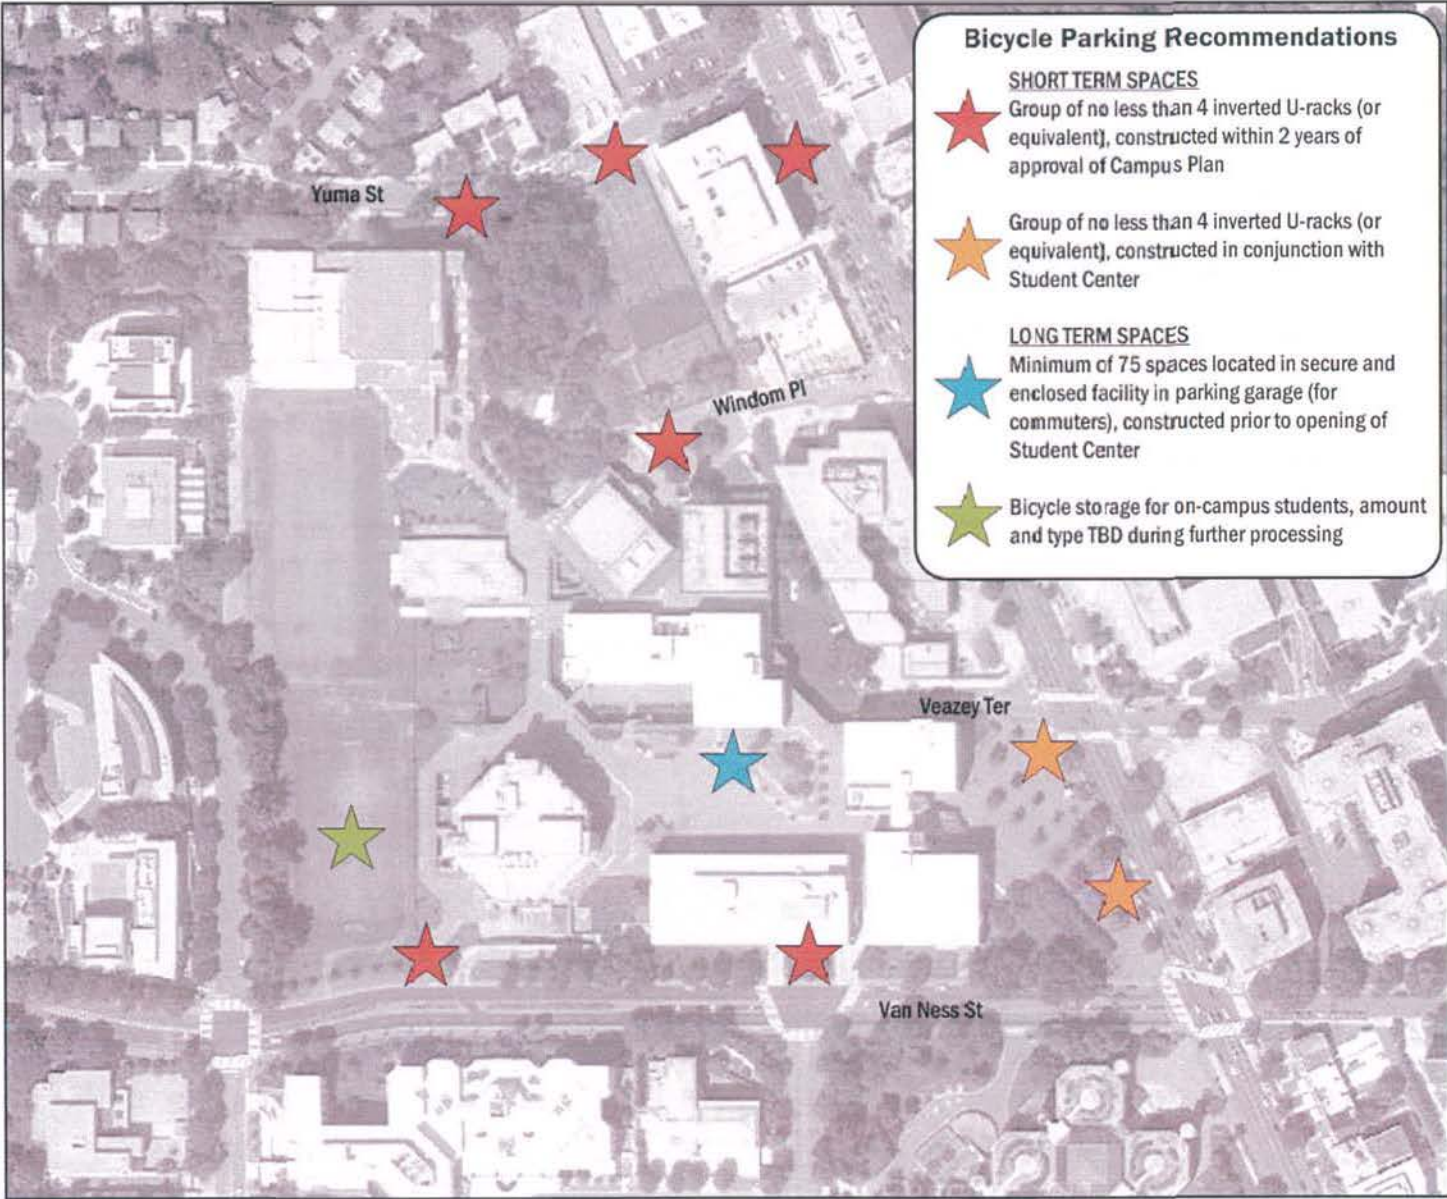 Bicycle Parking Recommendations
SHORT TERM SPACES
Group of no less than 4 inverted U-racks (or
equivalent), constructed within 2 years of
approval of Campus Plan
Group of no less than 4 inverted U-racks (or
equivalent), constructed in conjunction with
Student Center
LONG TERM SPACES
Minimum of 75 spaces located in secure and
enclosed facility in parking garage (for
commuters), constructed prior to opening of
Student Center
Bicycle storage for on-campus students, amount
and type TBD during further processing
Yuma St
Windom Pl
Veazey Ter
Van Ness St